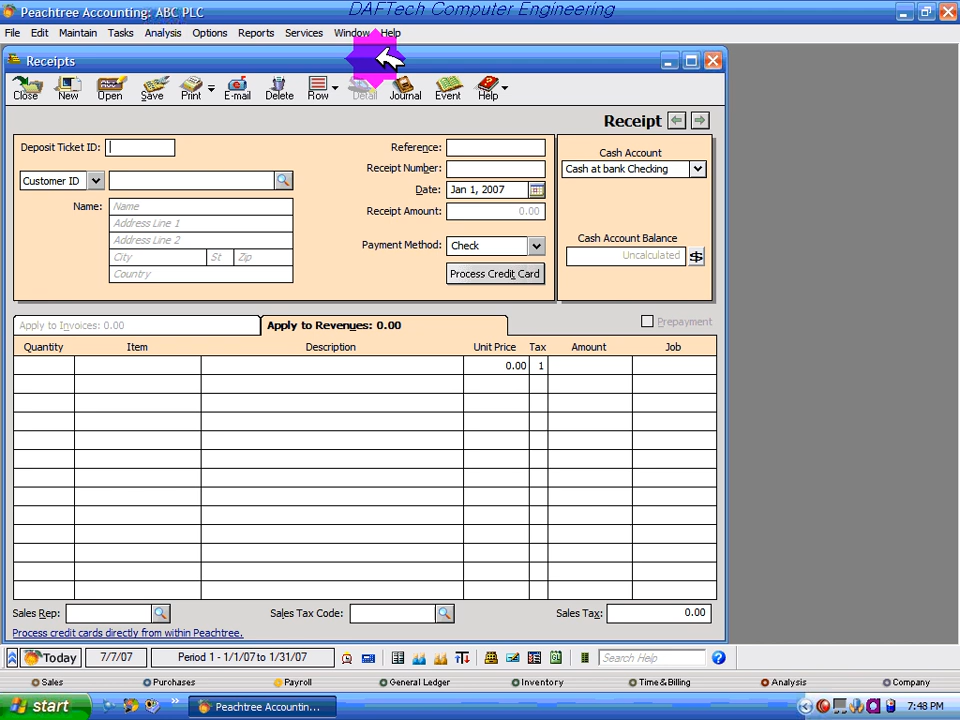 DAFTech Computer Engineering
Peachtree Accounting: ABC PLC
File Edit Maintain Tasks Analysis Options Reports Services Window Help
Receipts
Close New Open Save Print E-mail Delete Row Detail Journal Event Help
Receipt
Deposit Ticket ID:
Reference:
Cash Account
Receipt Number:
Cash at bank Checking
Customer ID
Date: Jan 1, 2007
Name: Name
Receipt Amount: 0.00
Address Line 1
Address Line 2
Cash Account Balance
Payment Method: Check
City St Zip
Uncalculated
Country
Process Credit Card
Apply to Invoices: 0.00
Apply to Revenues: 0.00
Prepayment
Quantity Item Description Unit Price Tax Amount Job
0.00 1
Sales Rep:
Sales Tax Code:
Sales Tax: 0.00
Process credit cards directly from within Peachtree.
Today 7/7/07 Period 1 - 1/1/07 to 1/31/07 Search Help
Sales Purchases Payroll General Ledger Inventory Time & Billing Analysis Company
start Peachtree Accountin... 7:48 PM